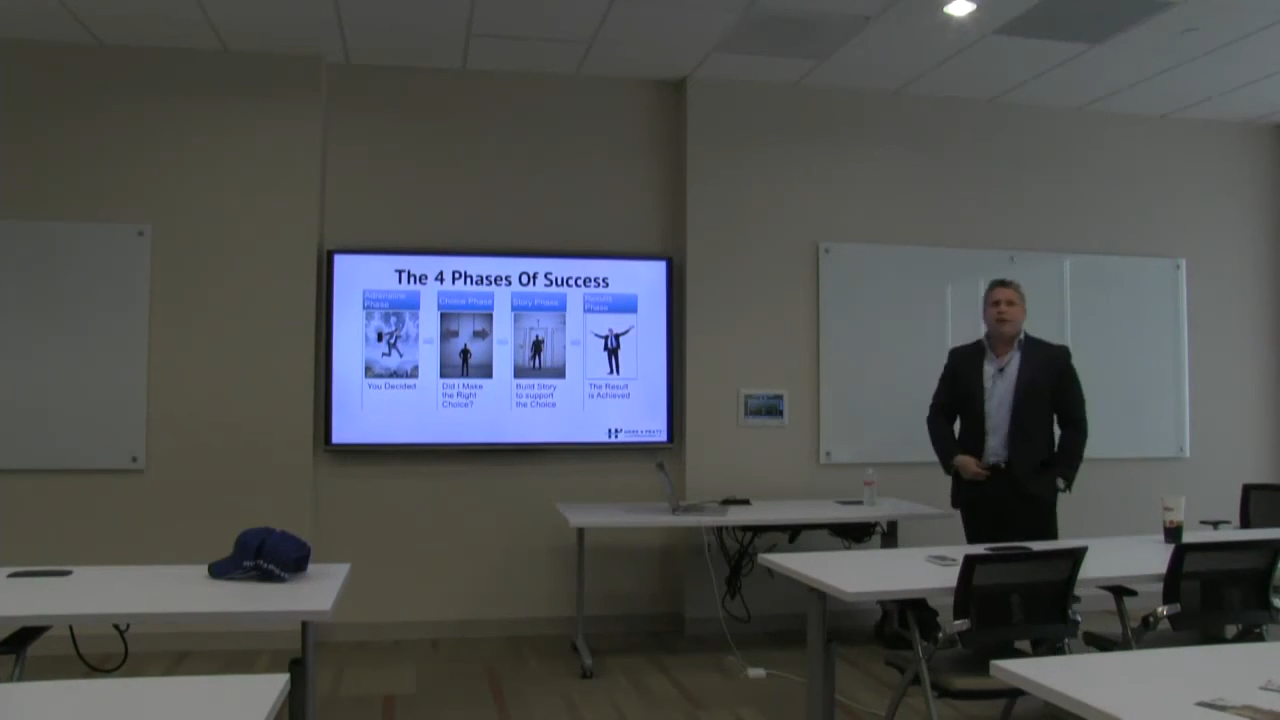 The 4 Phases Of Success
Adrenaline
Phase
Choice Phase
Story Phase
Results
Phase
You Decided
Did I Make
the Right
Choice?
Build Story
to support
the Choice
The Result
is Achieved